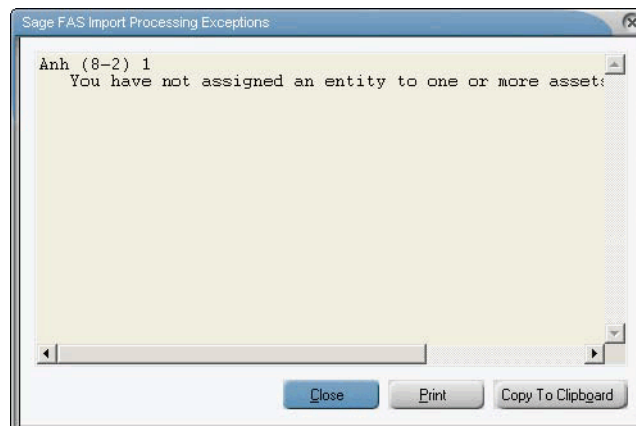 Sage FAS Import Processing Exceptions
Anh (8-2) 1
You have not assigned an entity to one or more assets
Close
Print
Copy To Clipboard